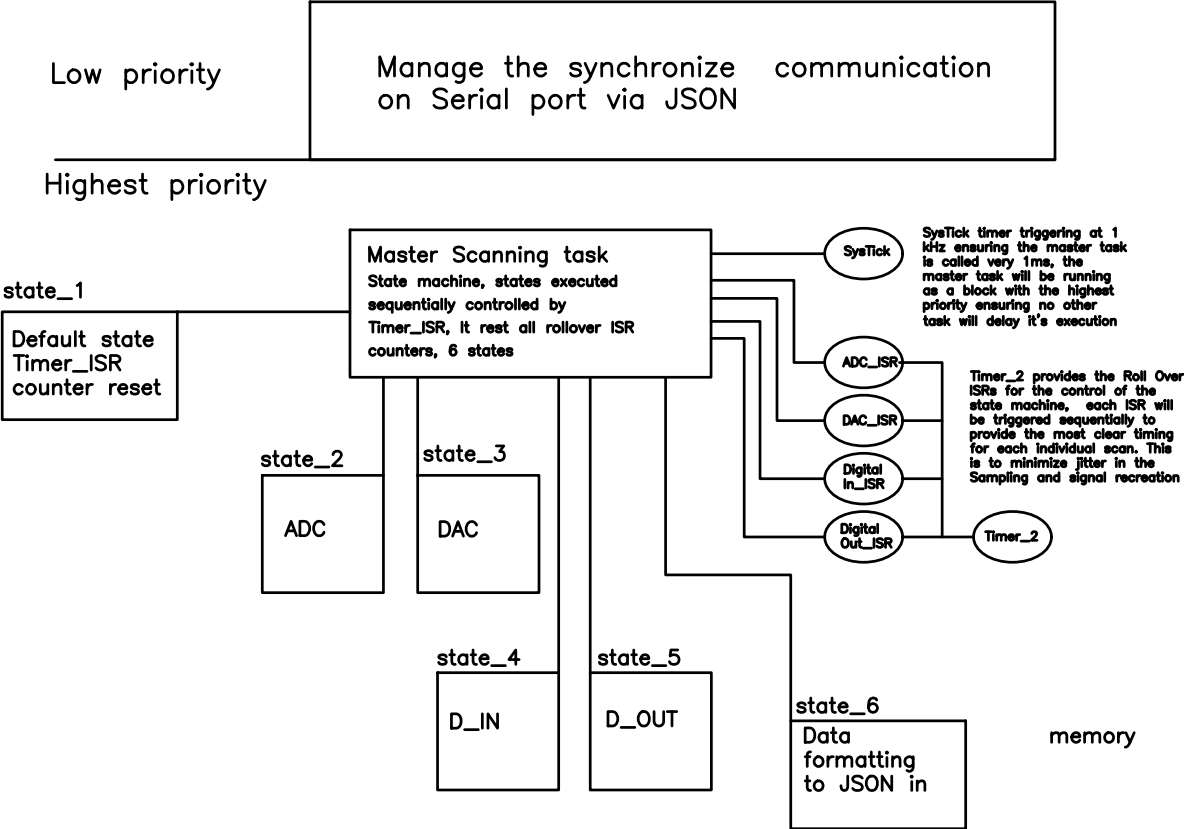 Low priority
Manage the synchronize communication
on Serial port via JSON
Highest priority
Master Scanning task
State machine, states executed
sequentially controlled by
Timer_ISR, It rest all rollover ISR
counters, 6 states
SysTick
SysTick timer triggering at 1
kHz ensuring the master task
is called very 1ms, the
master task will be running
as a block with the highest
priority ensuring no other
task will delay it's execution
state_1
Default state
Timer_ISR
counter reset
ADC_ISR
DAC_ISR
Digital
In_ISR
Digital
Out_ISR
Timer_2
Timer_2 provides the Roll Over
ISRs for the control of the
state machine, each ISR will
be triggered sequentially to
provide the most clear timing
for each individual scan. This
is to minimize jitter in the
Sampling and signal recreation
state_2
ADC
state_3
DAC
state_4
D_IN
state_5
D_OUT
state_6
Data
formatting
to JSON in
memory